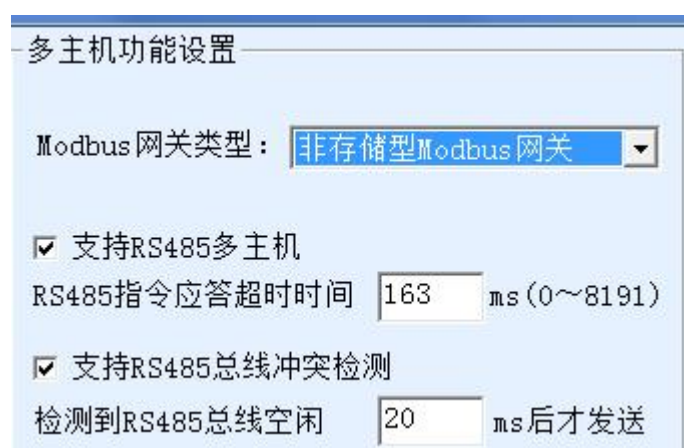 多主机功能设置
Modbus网关类型： 非存储型Modbus网关
支持RS485多主机
RS485指令应答超时时间 163 ms(0～8191)
支持RS485总线冲突检测
检测到RS485总线空闲 20 ms后才发送